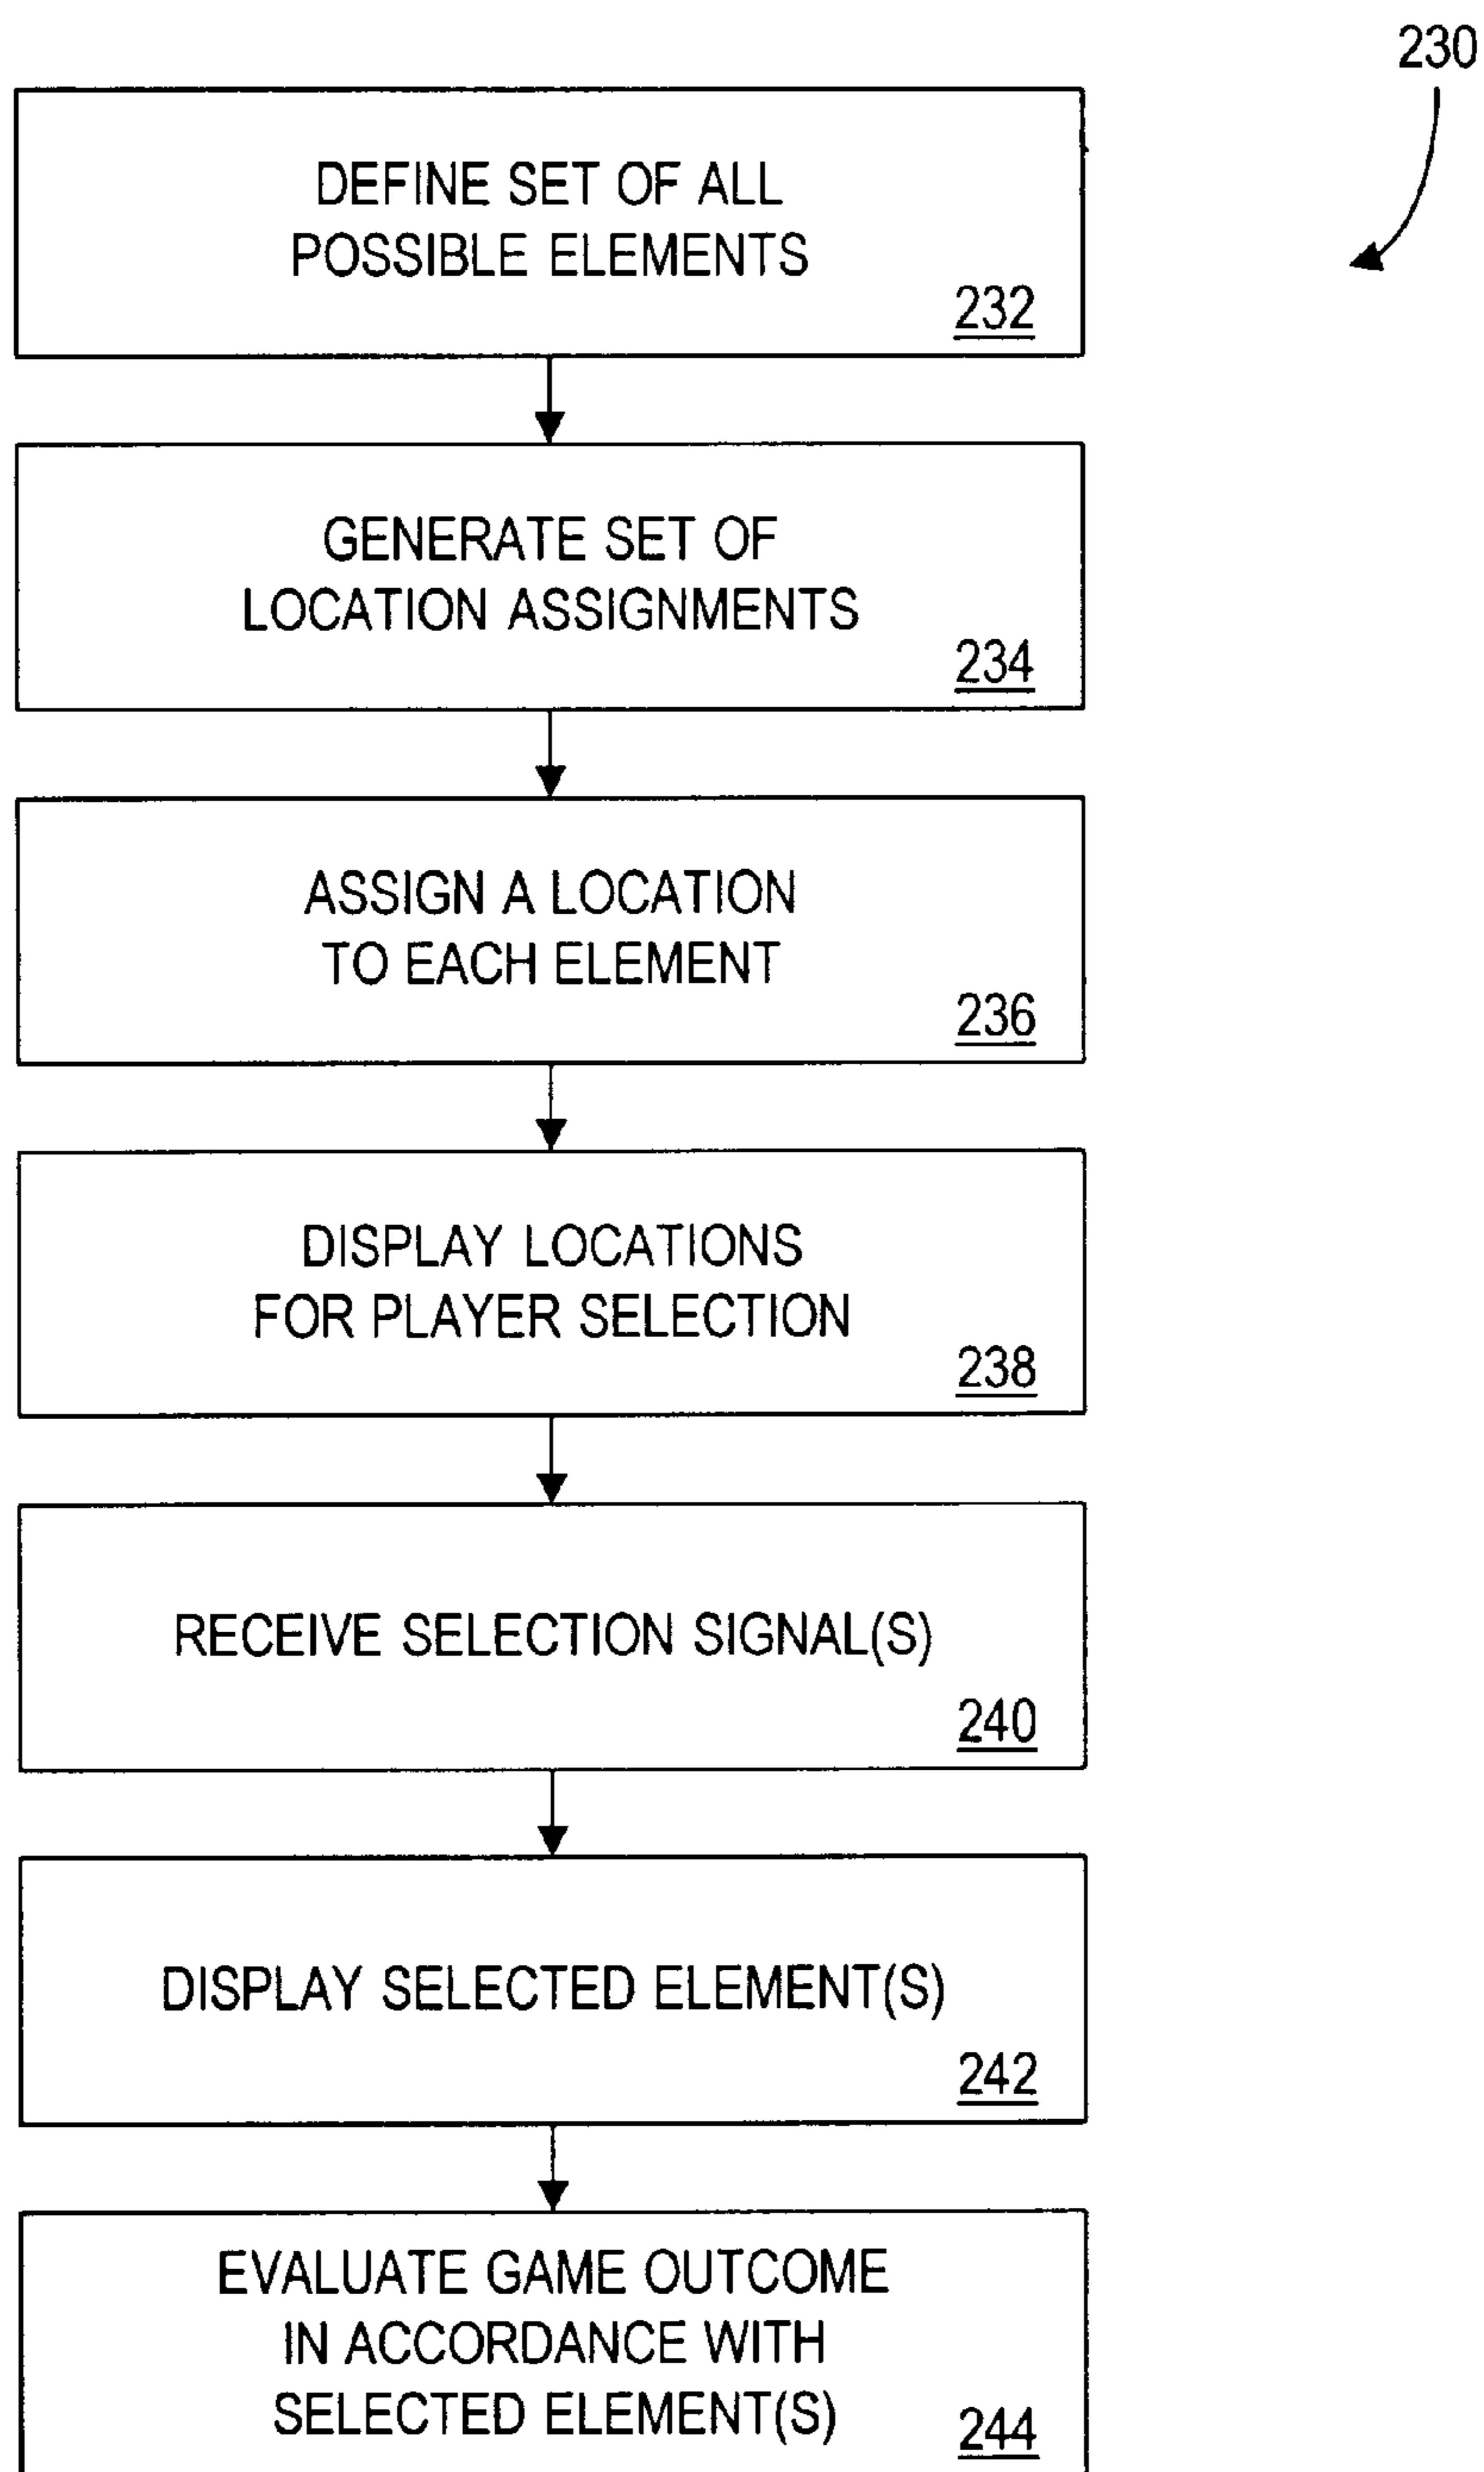 230
DEFINE SET OF ALL
POSSIBLE ELEMENTS
232
GENERATE SET OF
LOCATION ASSIGNMENTS
234
ASSIGN A LOCATION
TO EACH ELEMENT
236
DISPLAY LOCATIONS
FOR PLAYER SELECTION
238
RECEIVE SELECTION SIGNAL(S)
240
DISPLAY SELECTED ELEMENT(S)
242
EVALUATE GAME OUTCOME
IN ACCORDANCE WITH
SELECTED ELEMENT(S)
244